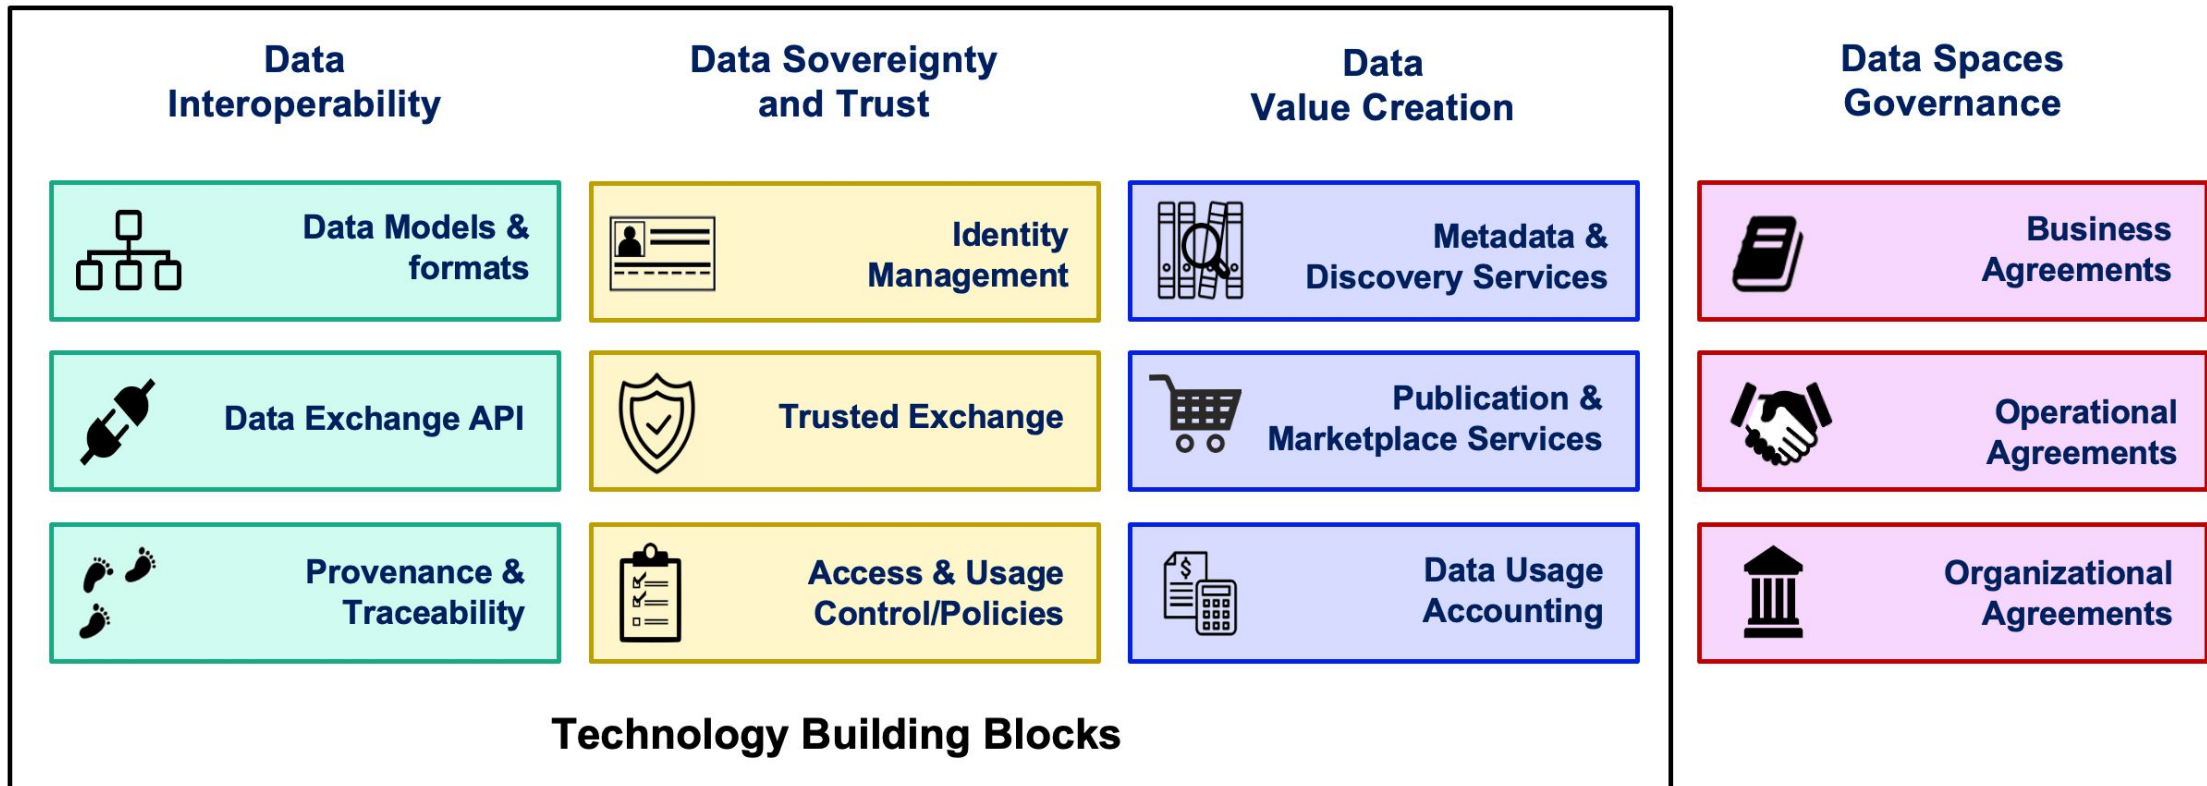 Data
Interoperability
Data Models &
formats
Data Exchange API
Provenance &
Traceability
Data Sovereignty
and Trust
Identity
Management
Trusted Exchange
Access & Usage
Control/Policies
Data
Value Creation
Metadata &
Discovery Services
Publication &
Marketplace Services
$
Data Usage
Accounting
Technology Building Blocks
Data Spaces
Governance
Business
Agreements
Operational
Agreements
Organizational
Agreements